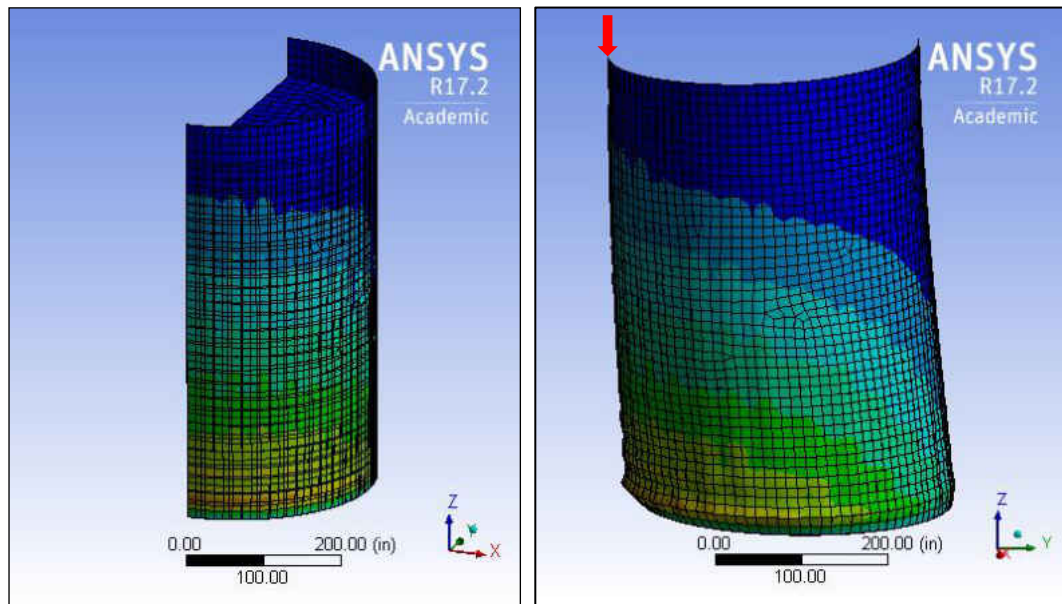 ANSYS
R17.2
Academic
Z
Y
X
0.00
200.00 (in)
100.00
ANSYS
R17.2
Academic
Z
Y
X
0.00
200.00 (in)
100.00